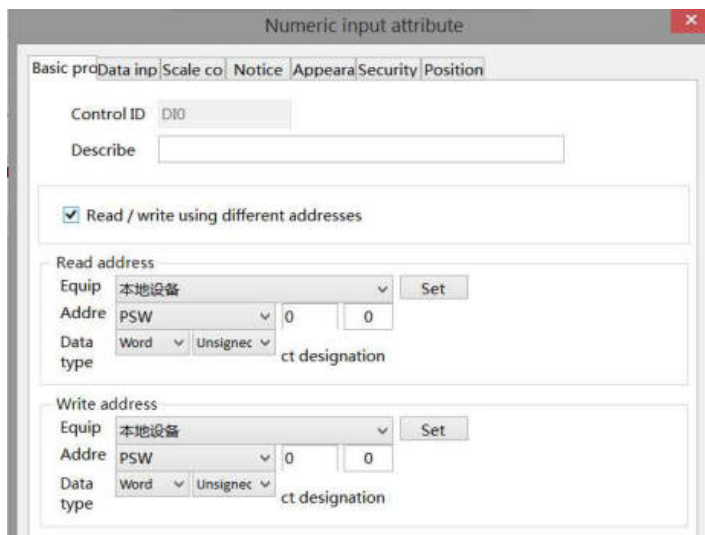 Numeric input attribute
Basic pro Data inp Scale co Notice Appeara Security Position
Control ID DI0
Describe
Read / write using different addresses
Read address
Equip 本地设备 Set
Addre PSW 0 0
Data type Word Unsignec ct designation
Write address
Equip 本地设备 Set
Addre PSW 0 0
Data type Word Unsignec ct designation